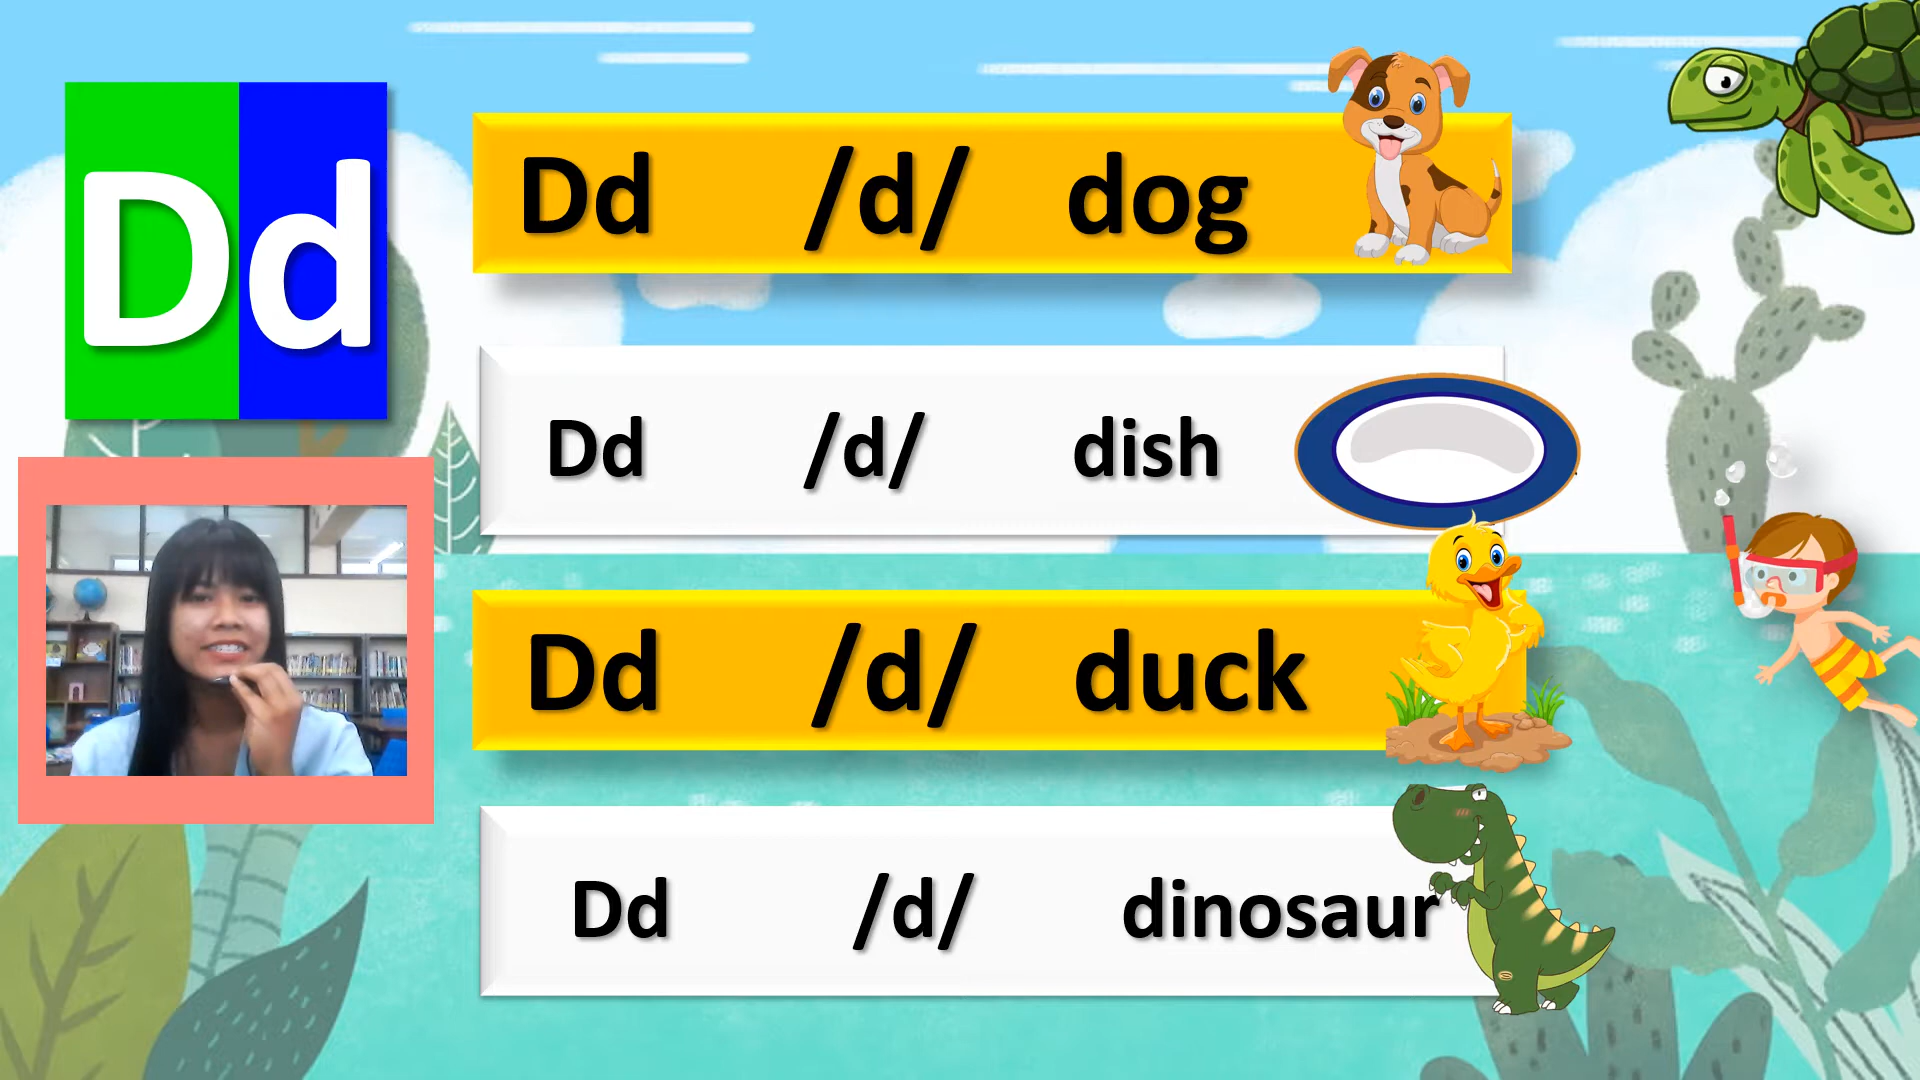 Dd
Dd /d/ dog
Dd /d/ dish
Dd /d/ duck
Dd /d/ dinosaur